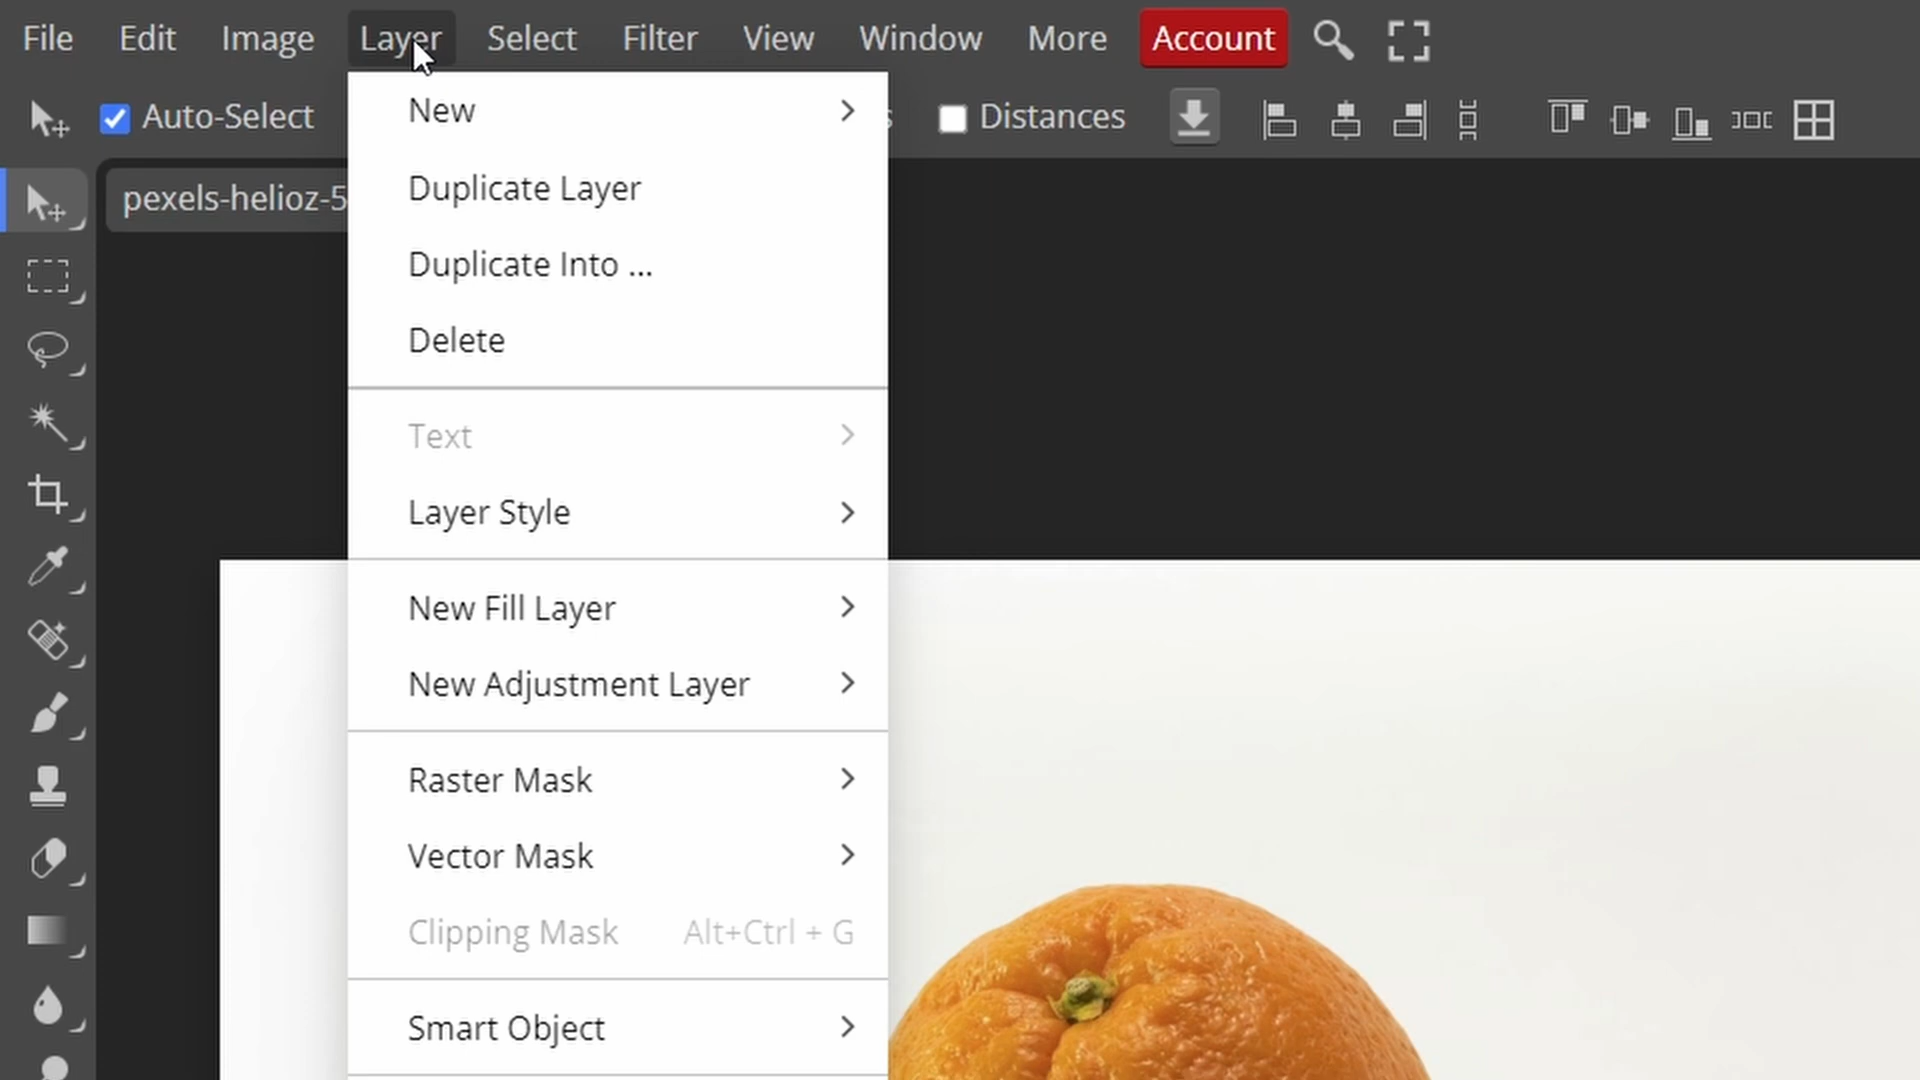 File Edit Image Layer Select Filter View Window More Account
Auto-Select Distances
pexels-helioz-5
New
Duplicate Layer
Duplicate Into ...
Delete
Text
Layer Style
New Fill Layer
New Adjustment Layer
Raster Mask
Vector Mask
Clipping Mask Alt+Ctrl + G
Smart Object